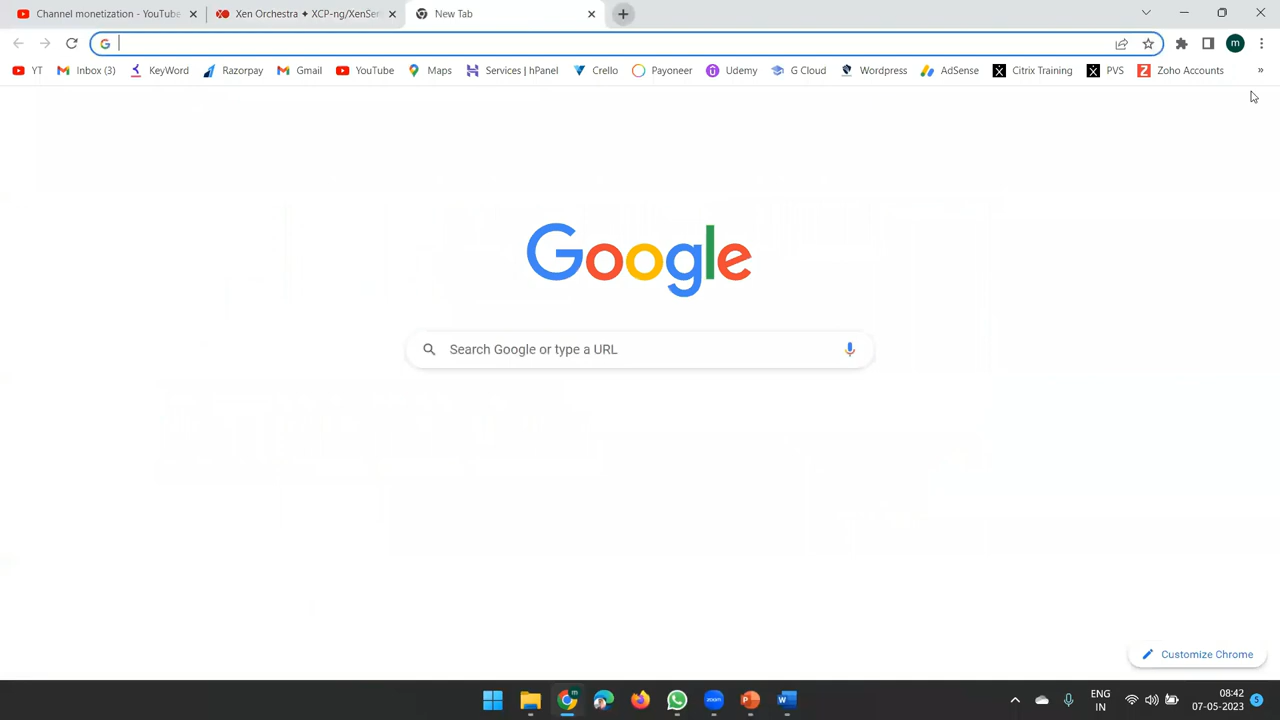 Channel monetization - YouTube
Xen Orchestra ✦ XCP-ng/XenSer
New Tab
YT
Inbox (3)
KeyWord
Razorpay
Gmail
YouTube
Maps
Services | hPanel
Crello
Payoneer
Udemy
G Cloud
Wordpress
AdSense
Citrix Training
PVS
Zoho Accounts
»
m
Google
Search Google or type a URL
Customize Chrome
m
zoom
ENG
IN
08:42
07-05-2023
5